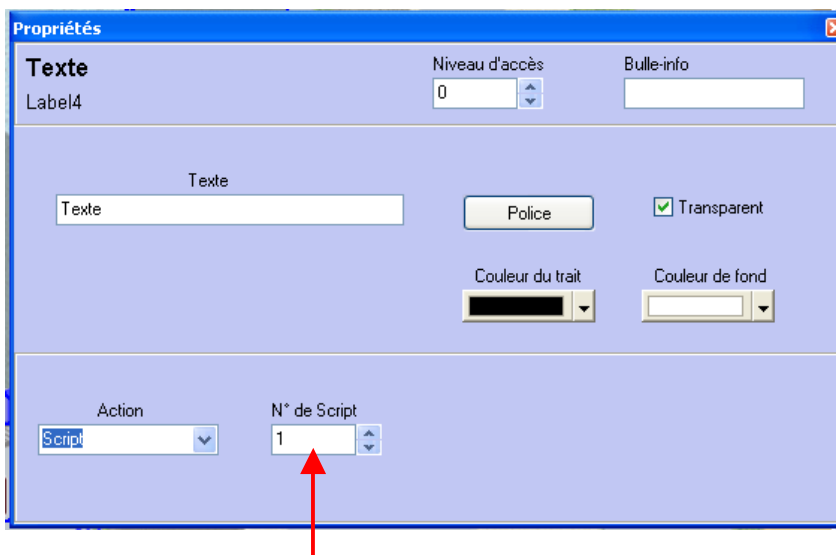 Propriétés
Texte
Label4
Niveau d'accès
0
Bulle-info
Texte
Texte
Police
Transparent
Couleur du trait
Couleur de fond
Action
Script
N° de Script
1